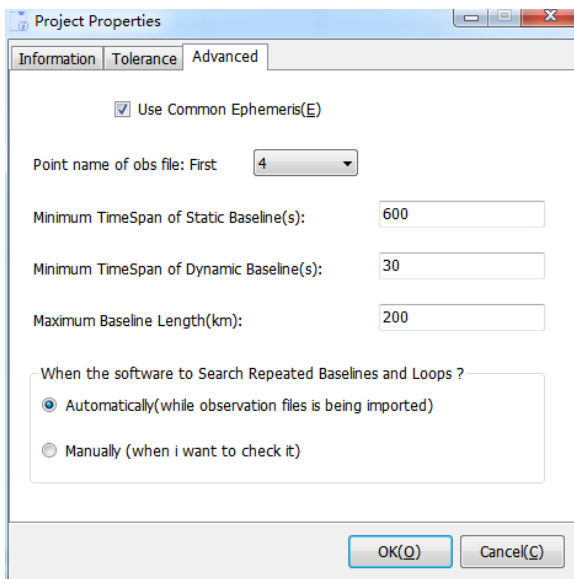 Project Properties
Information Tolerance Advanced
Use Common Ephemeris(E)
Point name of obs file: First 4
Minimum TimeSpan of Static Baseline(s): 600
Minimum TimeSpan of Dynamic Baseline(s): 30
Maximum Baseline Length(km): 200
When the software to Search Repeated Baselines and Loops ?
Automatically(while observation files is being imported)
Manually (when i want to check it)
OK(O) Cancel(C)